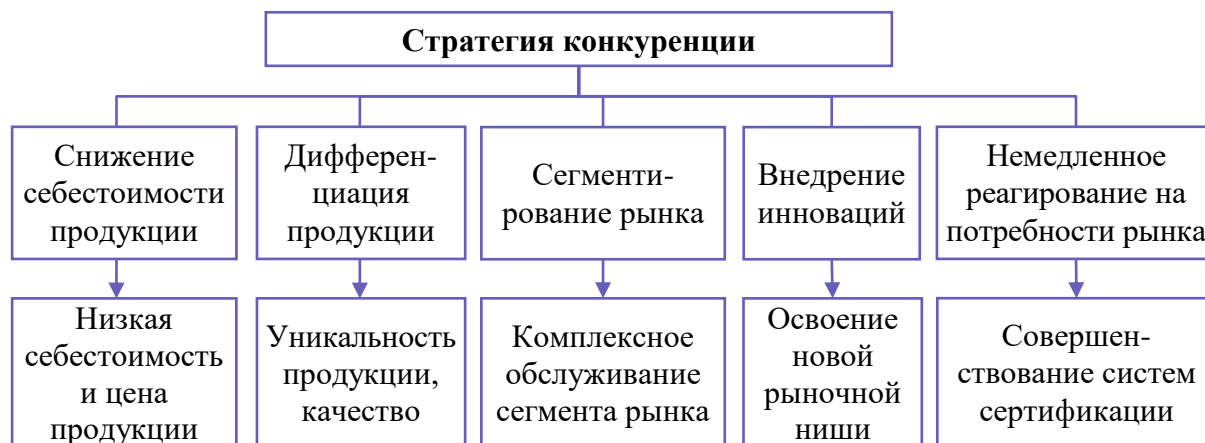 Стратегия конкуренции
Снижение
себестоимости
продукции
Дифферен-
циация
продукции
Сегменти-
рование рынка
Внедрение
инноваций
Немедленное
реагирование на
потребности рынка
Низкая
себестоимость
и цена
продукции
Уникальность
продукции,
качество
Комплексное
обслуживание
сегмента рынка
Освоение
новой
рыночной
ниши
Совершен-
ствование систем
сертификации